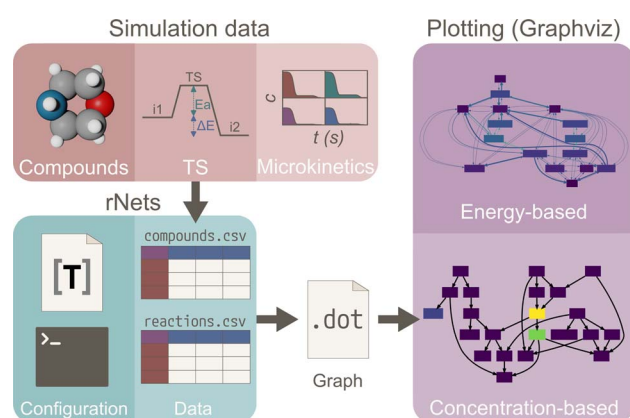 Simulation data
Plotting (Graphviz)
TS
Ea
i1
ΔE
i2
c
t (s)
Compounds
TS
Microkinetics
Energy-based
rNets
compounds.csv
[T]
reactions.csv
>_
.dot
Graph
Configuration
Data
Concentration-based